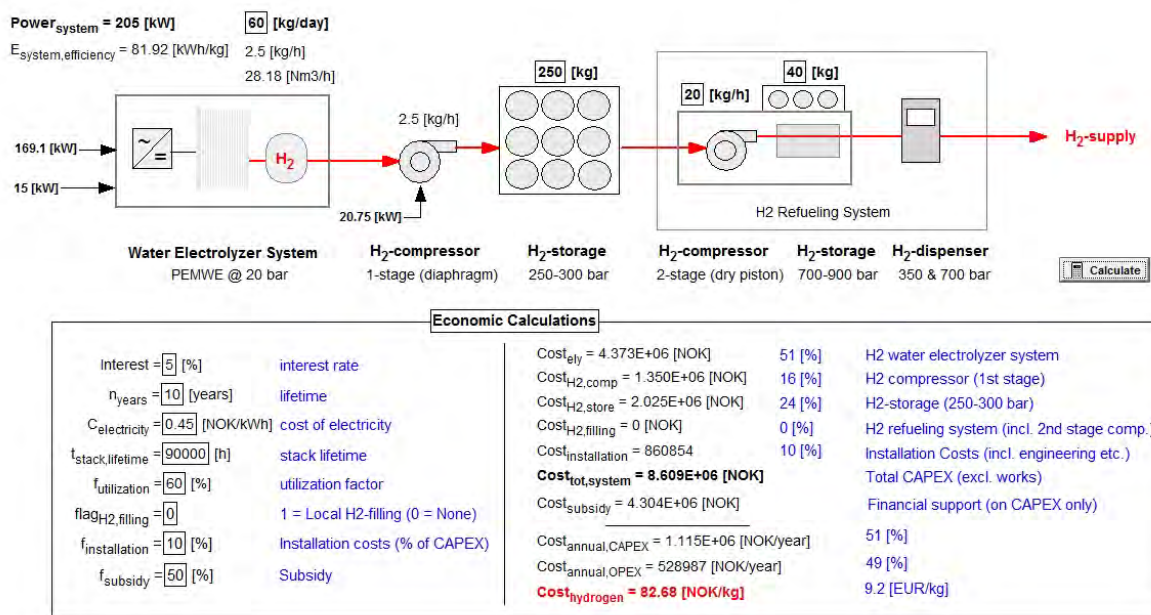 Power_system = 205 [kW]
60 [kg/day]
E_system,efficiency = 81.92 [kWh/kg]
2.5 [kg/h]
28.18 [Nm3/h]
250 [kg]
40 [kg]
20 [kg/h]
2.5 [kg/h]
169.1 [kW]
~
=
H2
H2-supply
15 [kW]
20.75 [kW]
H2 Refueling System
Water Electrolyzer System
PEMWE @ 20 bar
H2-compressor
1-stage (diaphragm)
H2-storage
250-300 bar
H2-compressor
2-stage (dry piston)
H2-storage
700-900 bar
H2-dispenser
350 & 700 bar
Calculate
Economic Calculations
Interest = 5 [%] interest rate
n_years = 10 [years] lifetime
C_electricity = 0.45 [NOK/kWh] cost of electricity
t_stack,lifetime = 90000 [h] stack lifetime
f_utilization = 60 [%] utilization factor
flag_H2,filling = 0 1 = Local H2-filling (0 = None)
f_installation = 10 [%] Installation costs (% of CAPEX)
f_subsidy = 50 [%] Subsidy
Cost_ely = 4.373E+06 [NOK] 51 [%] H2 water electrolyzer system
Cost_H2,comp = 1.350E+06 [NOK] 16 [%] H2 compressor (1st stage)
Cost_H2,store = 2.025E+06 [NOK] 24 [%] H2-storage (250-300 bar)
Cost_H2,filling = 0 [NOK] 0 [%] H2 refueling system (incl. 2nd stage comp.)
Cost_installation = 860854 10 [%] Installation Costs (incl. engineering etc.)
Cost_tot,system = 8.609E+06 [NOK] Total CAPEX (excl. works)
Cost_subsidy = 4.304E+06 [NOK] Financial support (on CAPEX only)
Cost_annual,CAPEX = 1.115E+06 [NOK/year] 51 [%]
Cost_annual,OPEX = 528987 [NOK/year] 49 [%]
Cost_hydrogen = 82.68 [NOK/kg] 9.2 [EUR/kg]